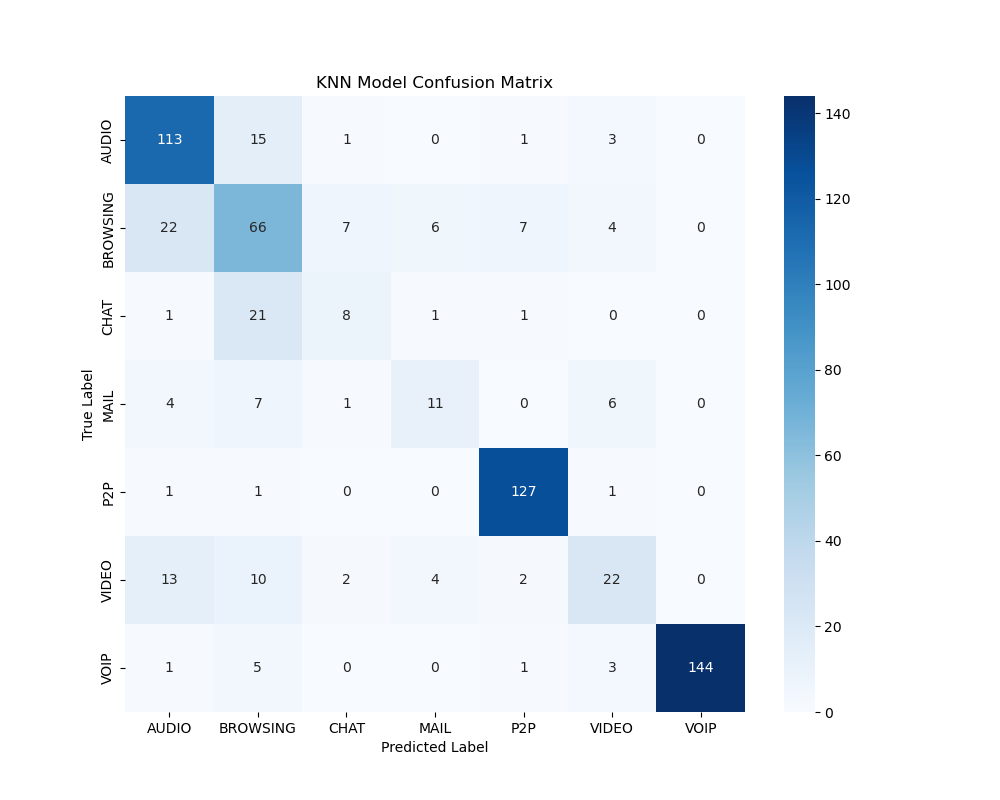 KNN Model Confusion Matrix
True Label
AUDIO 113 15 1 0 1 3 0
BROWSING 22 66 7 6 7 4 0
CHAT 1 21 8 1 1 0 0
MAIL 4 7 1 11 0 6 0
P2P 1 1 0 0 127 1 0
VIDEO 13 10 2 4 2 22 0
VOIP 1 5 0 0 1 3 144
AUDIO BROWSING CHAT MAIL P2P VIDEO VOIP
Predicted Label
140
120
100
80
60
40
20
0